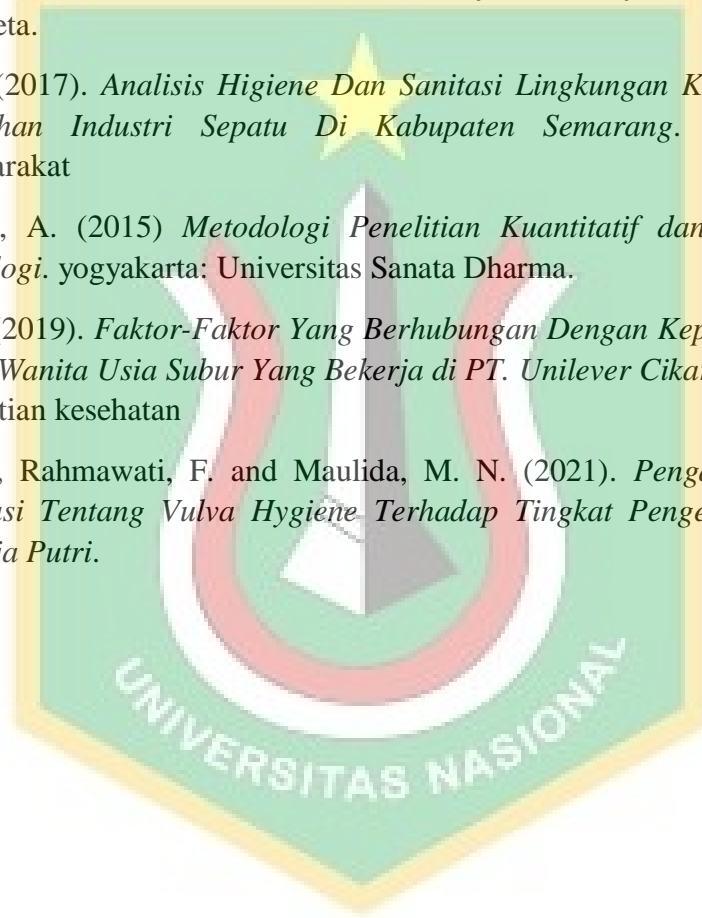 eta.
(2017). Analisis Higiene Dan Sanitasi Lingkungan K
han Industri Sepatu Di Kabupaten Semarang.
arakat
, A. (2015) Metodologi Penelitian Kuantitatif dan
logi. yogyakarta: Universitas Sanata Dharma.
(2019). Faktor-Faktor Yang Berhubungan Dengan Kep
Wanita Usia Subur Yang Bekerja di PT. Unilever Cikar
tian kesehatan
, Rahmawati, F. and Maulida, M. N. (2021). Penga
asi Tentang Vulva Hygiene Terhadap Tingkat Penge
ja Putri.
UNIVERSITAS NASIONAL